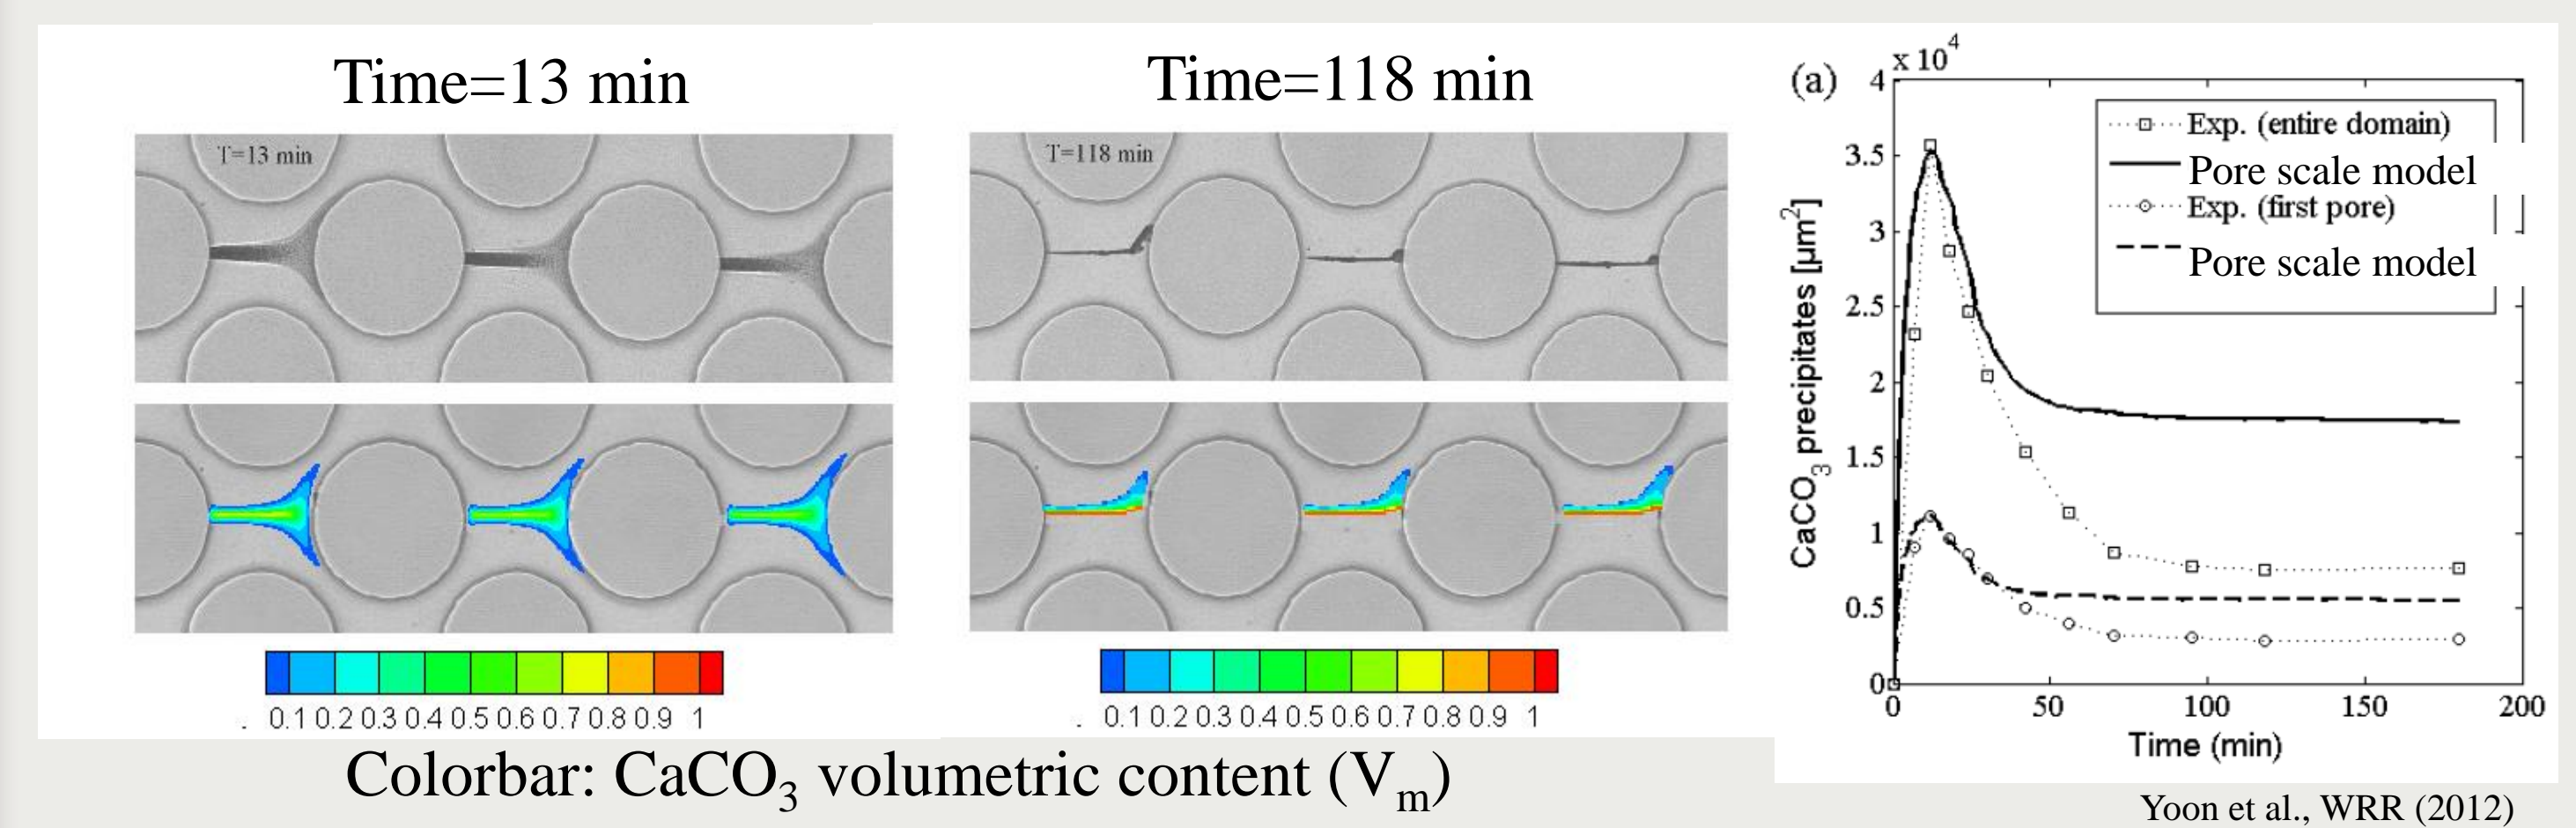 Time=13 min
Time=118 min
T=13 min
T=118 min
. 0.1 0.2 0.3 0.4 0.5 0.6 0.7 0.8 0.9 1
. 0.1 0.2 0.3 0.4 0.5 0.6 0.7 0.8 0.9 1
Colorbar: CaCO₃ volumetric content (Vₘ)
(a)
x 10⁴
4
3.5
3
2.5
2
1.5
1
0.5
0
CaCO₃ precipitates [µm²]
Exp. (entire domain)
Pore scale model
Exp. (first pore)
Pore scale model
0 50 100 150 200
Time (min)
Yoon et al., WRR (2012)